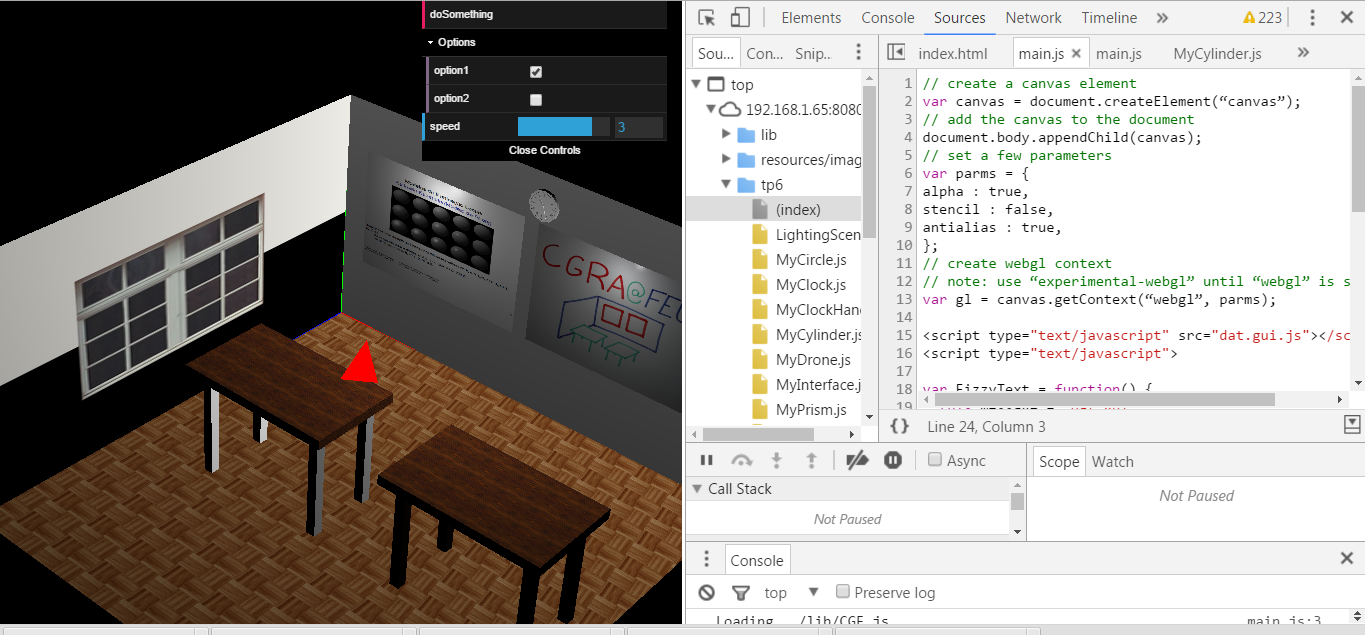 doSomething
Options
option1
option2
speed 3
Close Controls
CGRA@FEU
Elements Console Sources Network Timeline » 223
Sou... Con... Snip..
index.html main.js × main.js MyCylinder.js »
top
192.168.1.65:8080
lib
resources/imag
tp6
(index)
LightingScen
MyCircle.js
MyClock.js
MyClockHan
MyCylinder.js
MyDrone.js
MyInterface.j
MyPrism.js
1 // create a canvas element
2 var canvas = document.createElement(“canvas”);
3 // add the canvas to the document
4 document.body.appendChild(canvas);
5 // set a few parameters
6 var parms = {
7 alpha : true,
8 stencil : false,
9 antialias : true,
10 };
11 // create webgl context
12 // note: use “experimental-webgl” until “webgl” is s
13 var gl = canvas.getContext(“webgl”, parms);
14
15 <script type="text/javascript" src="dat.gui.js"></sc
16 <script type="text/javascript">
17
18 var FizzyText = function() {
19
{} Line 24, Column 3
Async
Call Stack
Not Paused
Scope Watch
Not Paused
Console
top Preserve log
Loading ../lib/CGF.js main.js:3